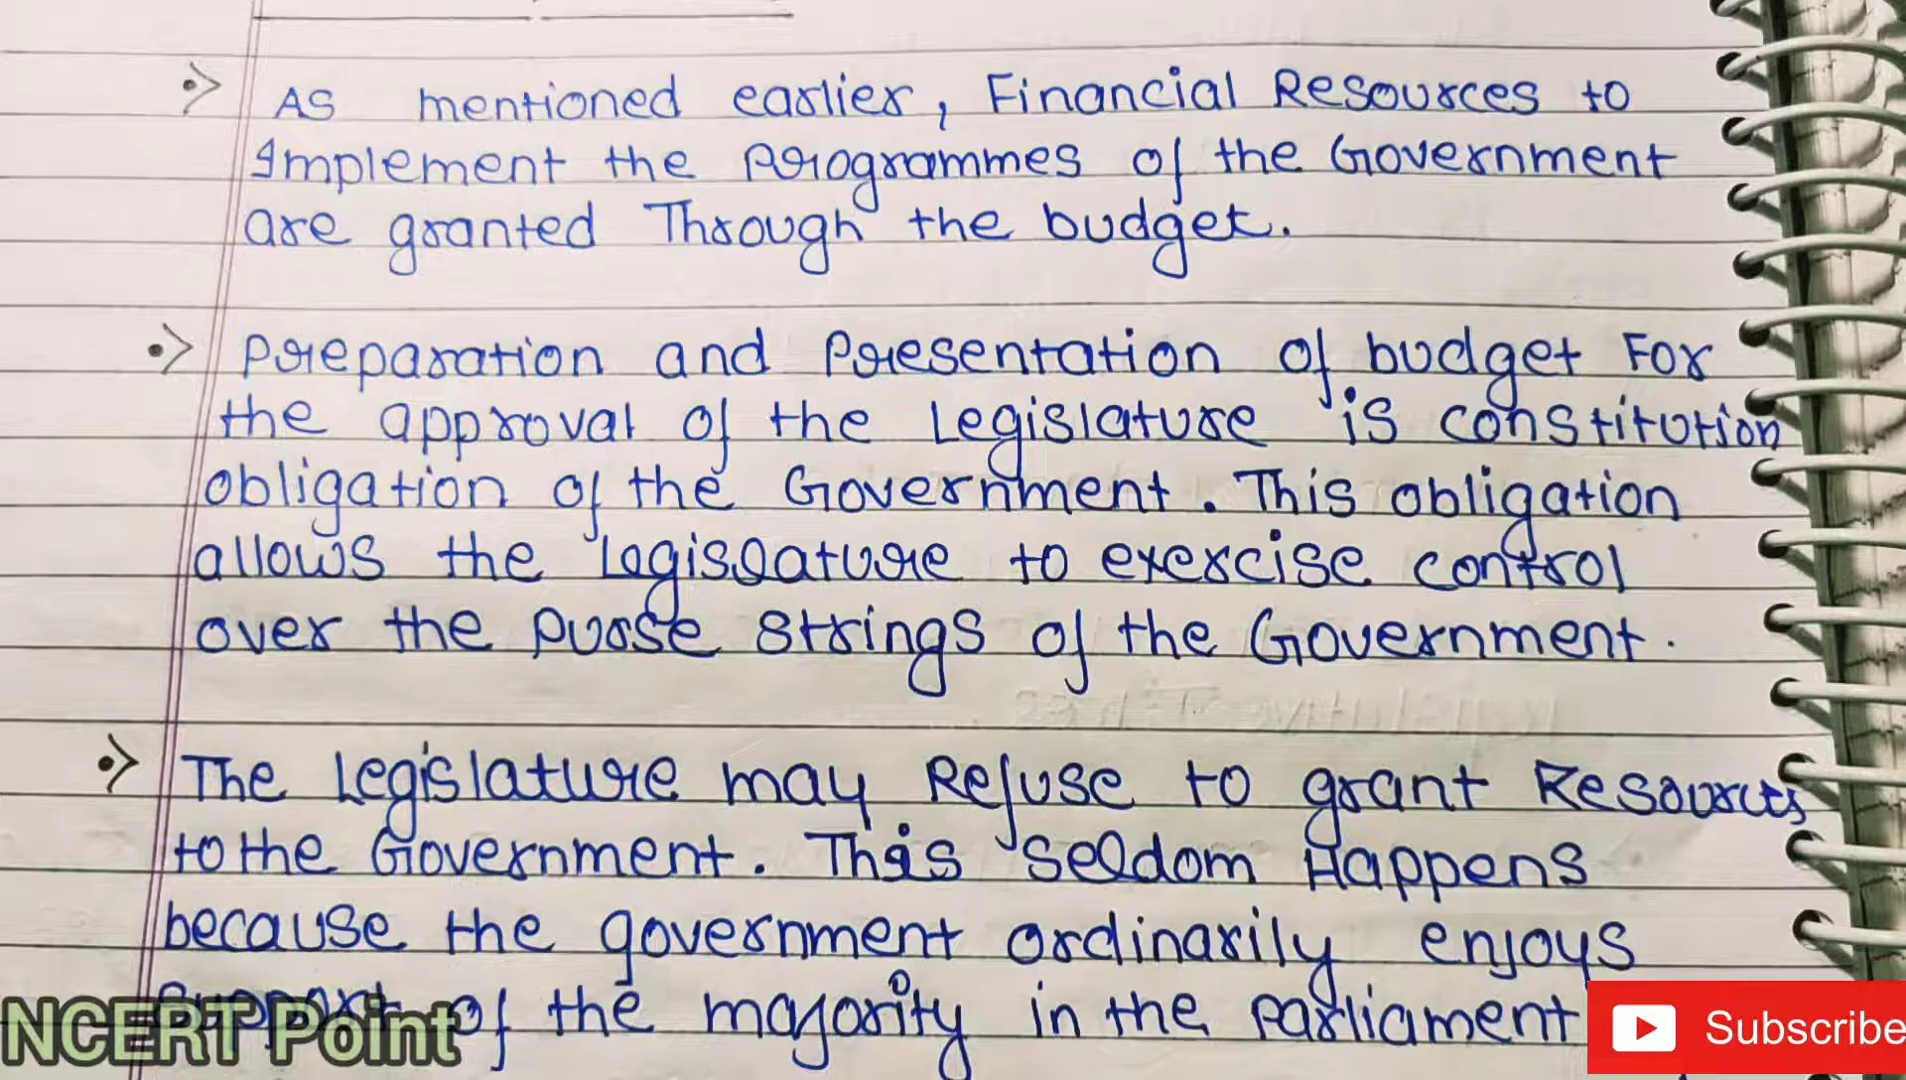 As mentioned earlier, Financial Resources to
Implement the Programmes of the Government
are granted Through the budget.
Preparation and Presentation of budget For
the approval of the Legislature is constitution
obligation of the Government. This obligation
allows the Legislature to exercise control
over the purse strings of the Government.
The Legislature may Refuse to grant Resources
to the Government. This seldom Happens
because the government ordinarily enjoys
support of the majority in the parliament
NCERT Point
Subscribe